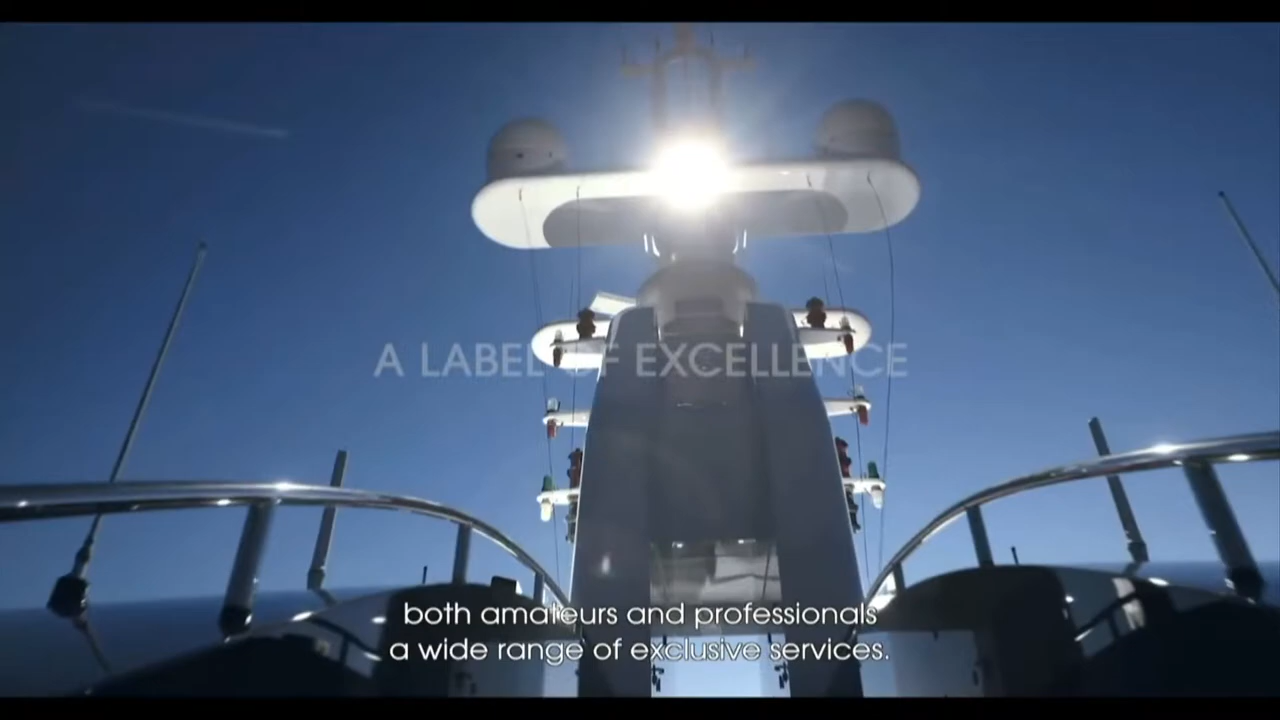 A LABEL OF EXCELLENCE
both amateurs and professionals
a wide range of exclusive services.